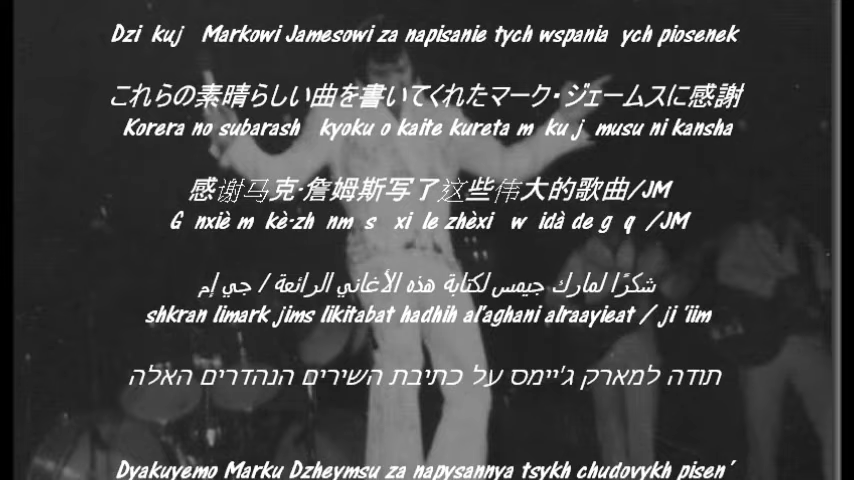 Dzi kuj Markowi Jamesowi za napisanie tych wspania ych piosenek
これらの素晴らしい曲を書いてくれたマーク・ジェームスに感謝
Korera no subarash kyoku o kaite kureta m ku j musu ni kansha
感谢马克·詹姆斯写了这些伟大的歌曲/JM
G nxiè m kè-zh nm s xi le zhèxi w idà de g q /JM
شكرًا لمارك جيمس لكتابة هذه الأغاني الرائعة / جي إم
shkran limark jims likitabat hadhih al'aghani alraayieat / ji 'iim
תודה למארק ג'יימס על כתיבת השירים הנהדרים האלה
Dyakuyemo Marku Dzheymsu za napysannya tsykh chudovykh pisenʹ